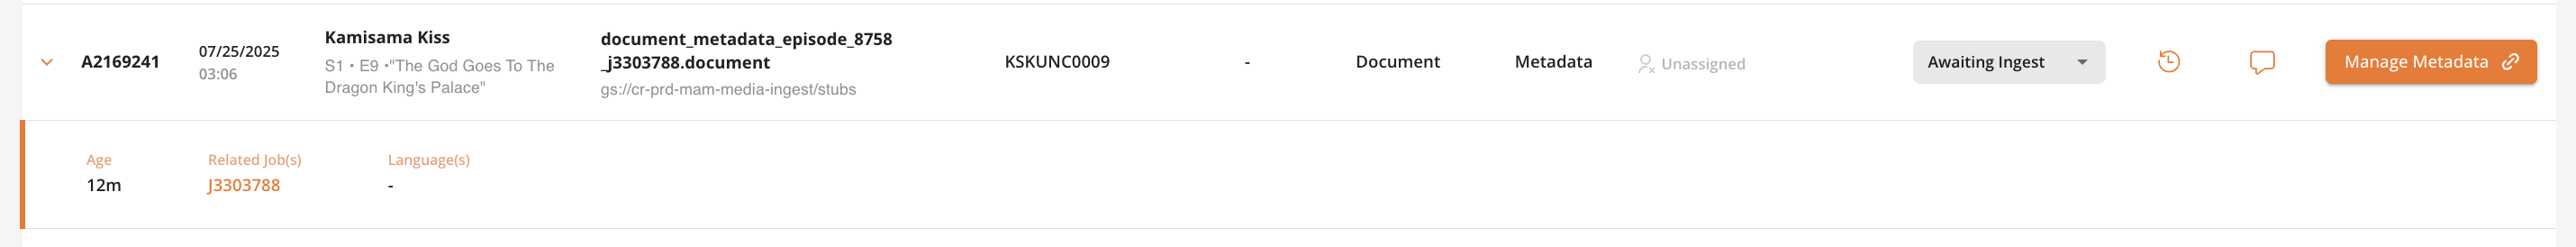 A2169241
07/25/2025
03:06
Kamisama Kiss
S1 • E9 •"The God Goes To The
Dragon King's Palace"
document_metadata_episode_8758
_j3303788.document
gs://cr-prd-mam-media-ingest/stubs
KSKUNC0009
-
Document
Metadata
Unassigned
Awaiting Ingest
Manage Metadata
Age
12m
Related Job(s)
J3303788
Language(s)
-